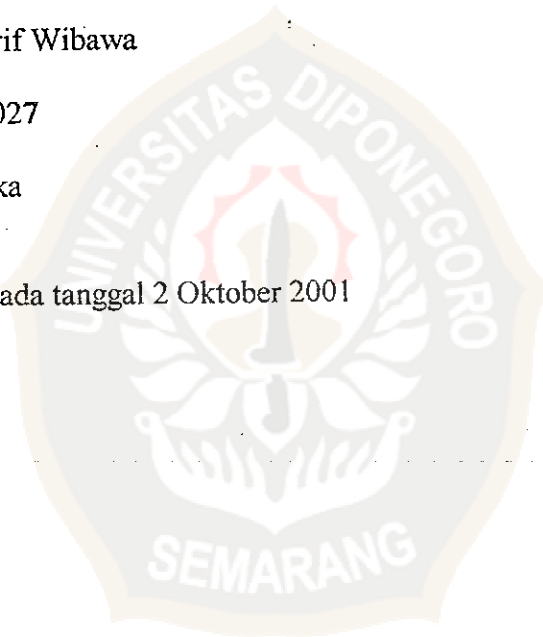 rif Wibawa
027
ka
ada tanggal 2 Oktober 2001
UNIVERSITAS DIPONEGORO
SEMARANG